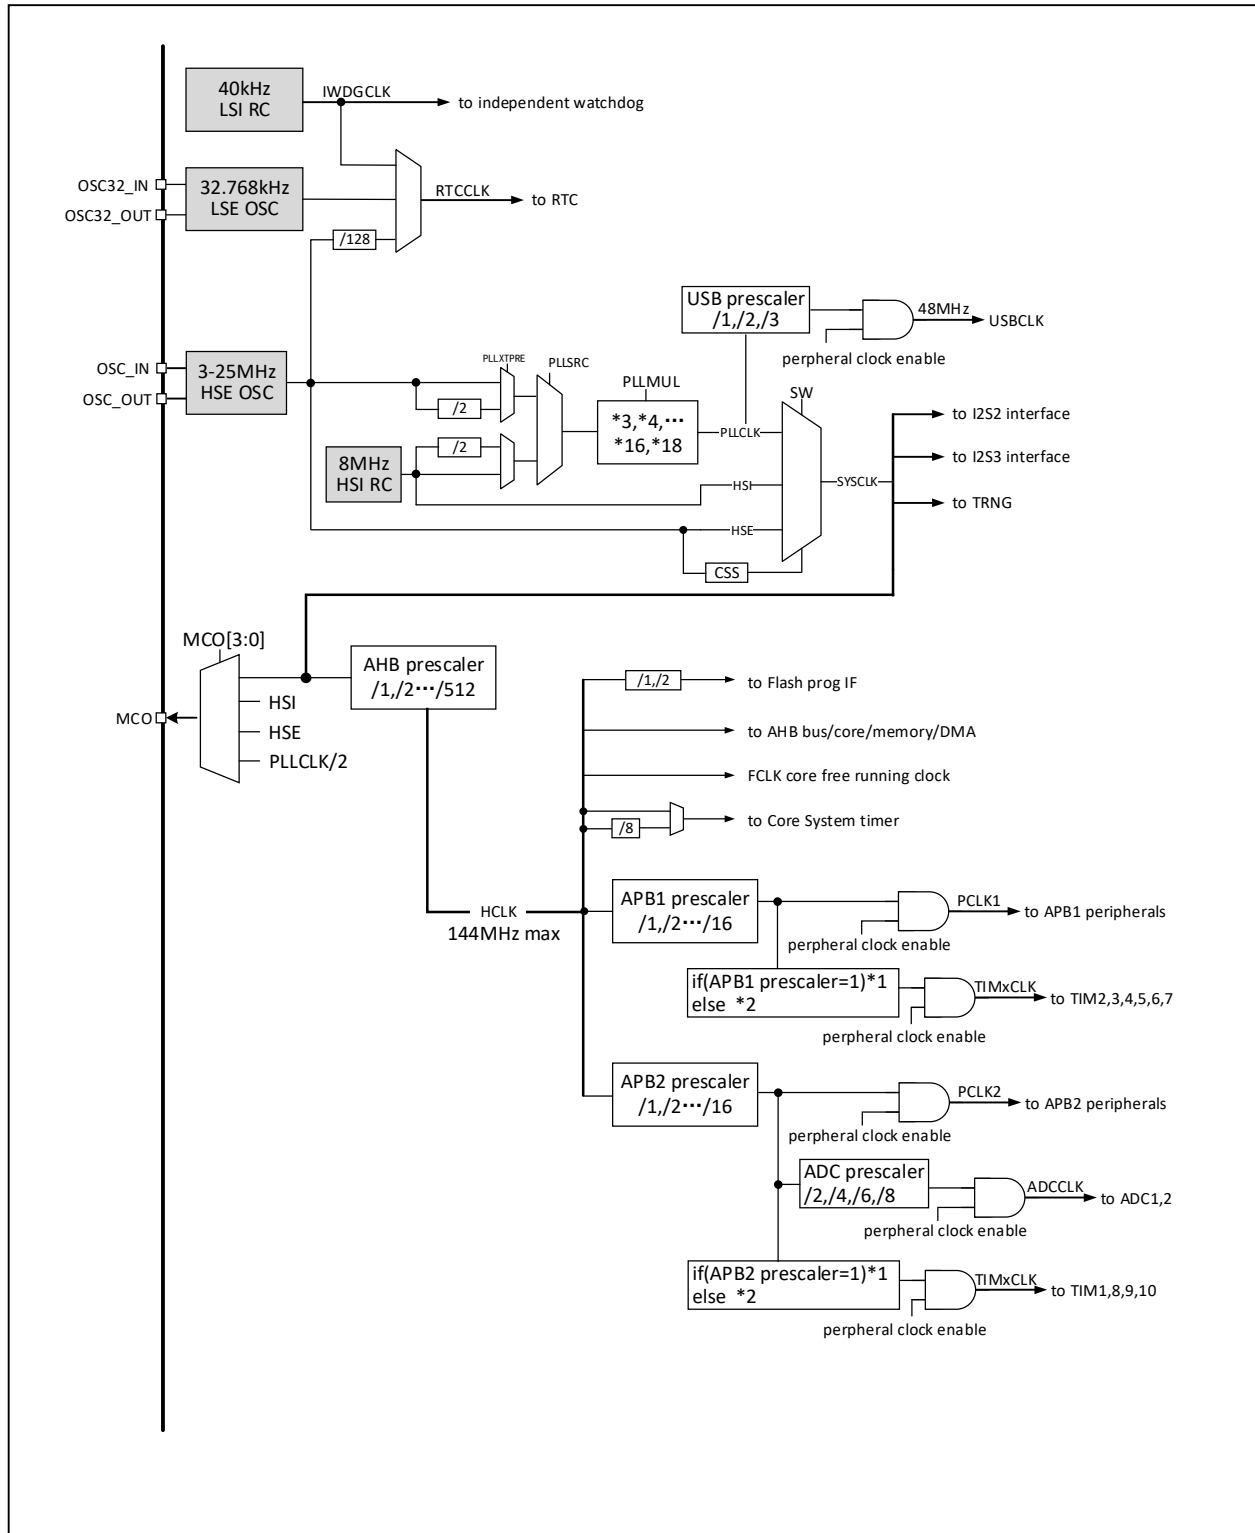 40kHz
LSI RC
IWDGCLK
to independent watchdog
OSC32_IN
OSC32_OUT
32.768kHz
LSE OSC
RTCCLK
to RTC
/128
USB prescaler
/1,/2,/3
48MHz
USBCLK
perpheral clock enable
OSC_IN
OSC_OUT
3-25MHz
HSE OSC
PLLXTPRE
PLLSRC
/2
PLLMUL
*3,*4,···
*16,*18
PLLCLK
SW
/2
8MHz
HSI RC
HSI
HSE
CSS
SYSCLK
to I2S2 interface
to I2S3 interface
to TRNG
MCO[3:0]
MCO
HSI
HSE
PLLCLK/2
AHB prescaler
/1,/2···/512
/1,/2
to Flash prog IF
to AHB bus/core/memory/DMA
FCLK core free running clock
/8
to Core System timer
HCLK
144MHz max
APB1 prescaler
/1,/2···/16
PCLK1
to APB1 peripherals
perpheral clock enable
if(APB1 prescaler=1)*1
else *2
TIMxCLK
to TIM2,3,4,5,6,7
perpheral clock enable
APB2 prescaler
/1,/2···/16
PCLK2
to APB2 peripherals
perpheral clock enable
ADC prescaler
/2,/4,/6,/8
ADCCLK
to ADC1,2
perpheral clock enable
if(APB2 prescaler=1)*1
else *2
TIMxCLK
to TIM1,8,9,10
perpheral clock enable